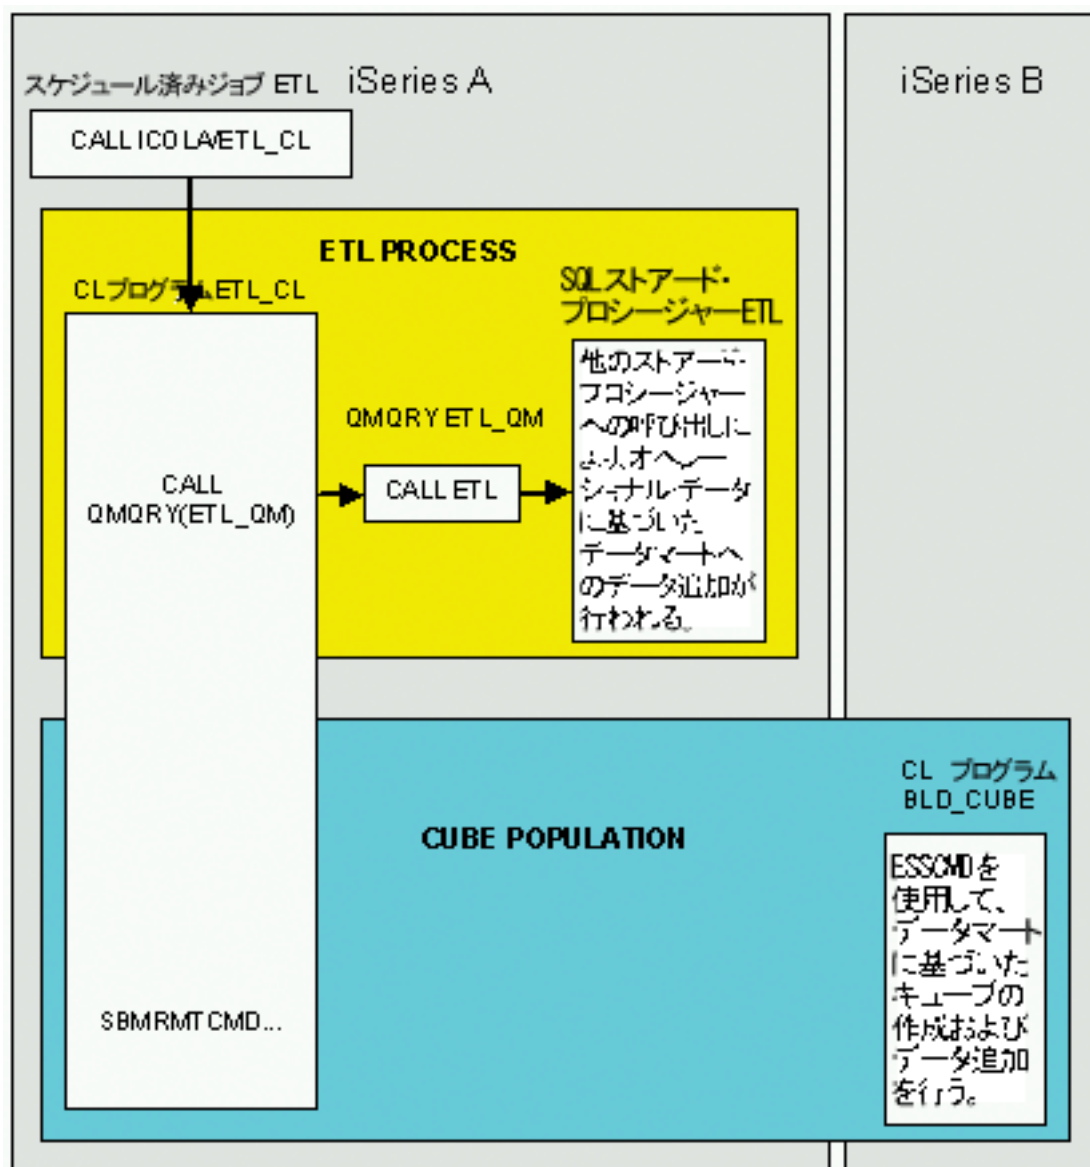 スケジュール済みジョブ ETL
iSeries A
iSeries B
CALL ICOLA/ETL_CL
ETL PROCESS
CLプログラムETL_CL
SQLストアード・
プロシージャーETL
他のストアード・
プロシージャー
への呼び出しに
より、オペレー
ショナル・データ
に基づいた
データマートへ
のデータ追加が
行われる。
QMQRY ETL_QM
CALL ETL
CALL
QMQRY(ETL_QM)
CUBE POPULATION
CL プログラム
BLD_CUBE
ESSCMDを
使用して、
データマート
に基づいた
キューブの
作成および
データ追加
を行う。
SBMRMTCMD...